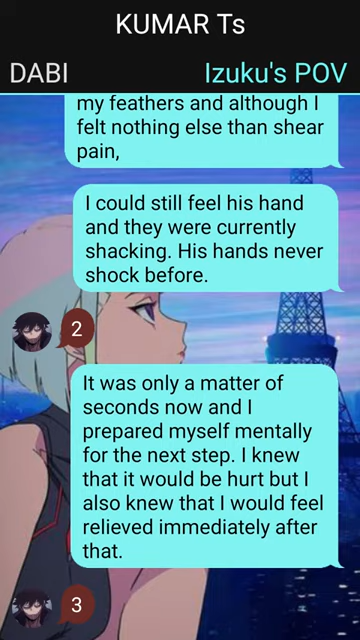 KUMAR Ts
DABI
Izuku's POV
my feathers and although I
felt nothing else than shear
pain,
I could still feel his hand
and they were currently
shacking. His hands never
shock before.
2
It was only a matter of
seconds now and I
prepared myself mentally
for the next step. I knew
that it would be hurt but I
also knew that I would feel
relieved immediately after
that.
3